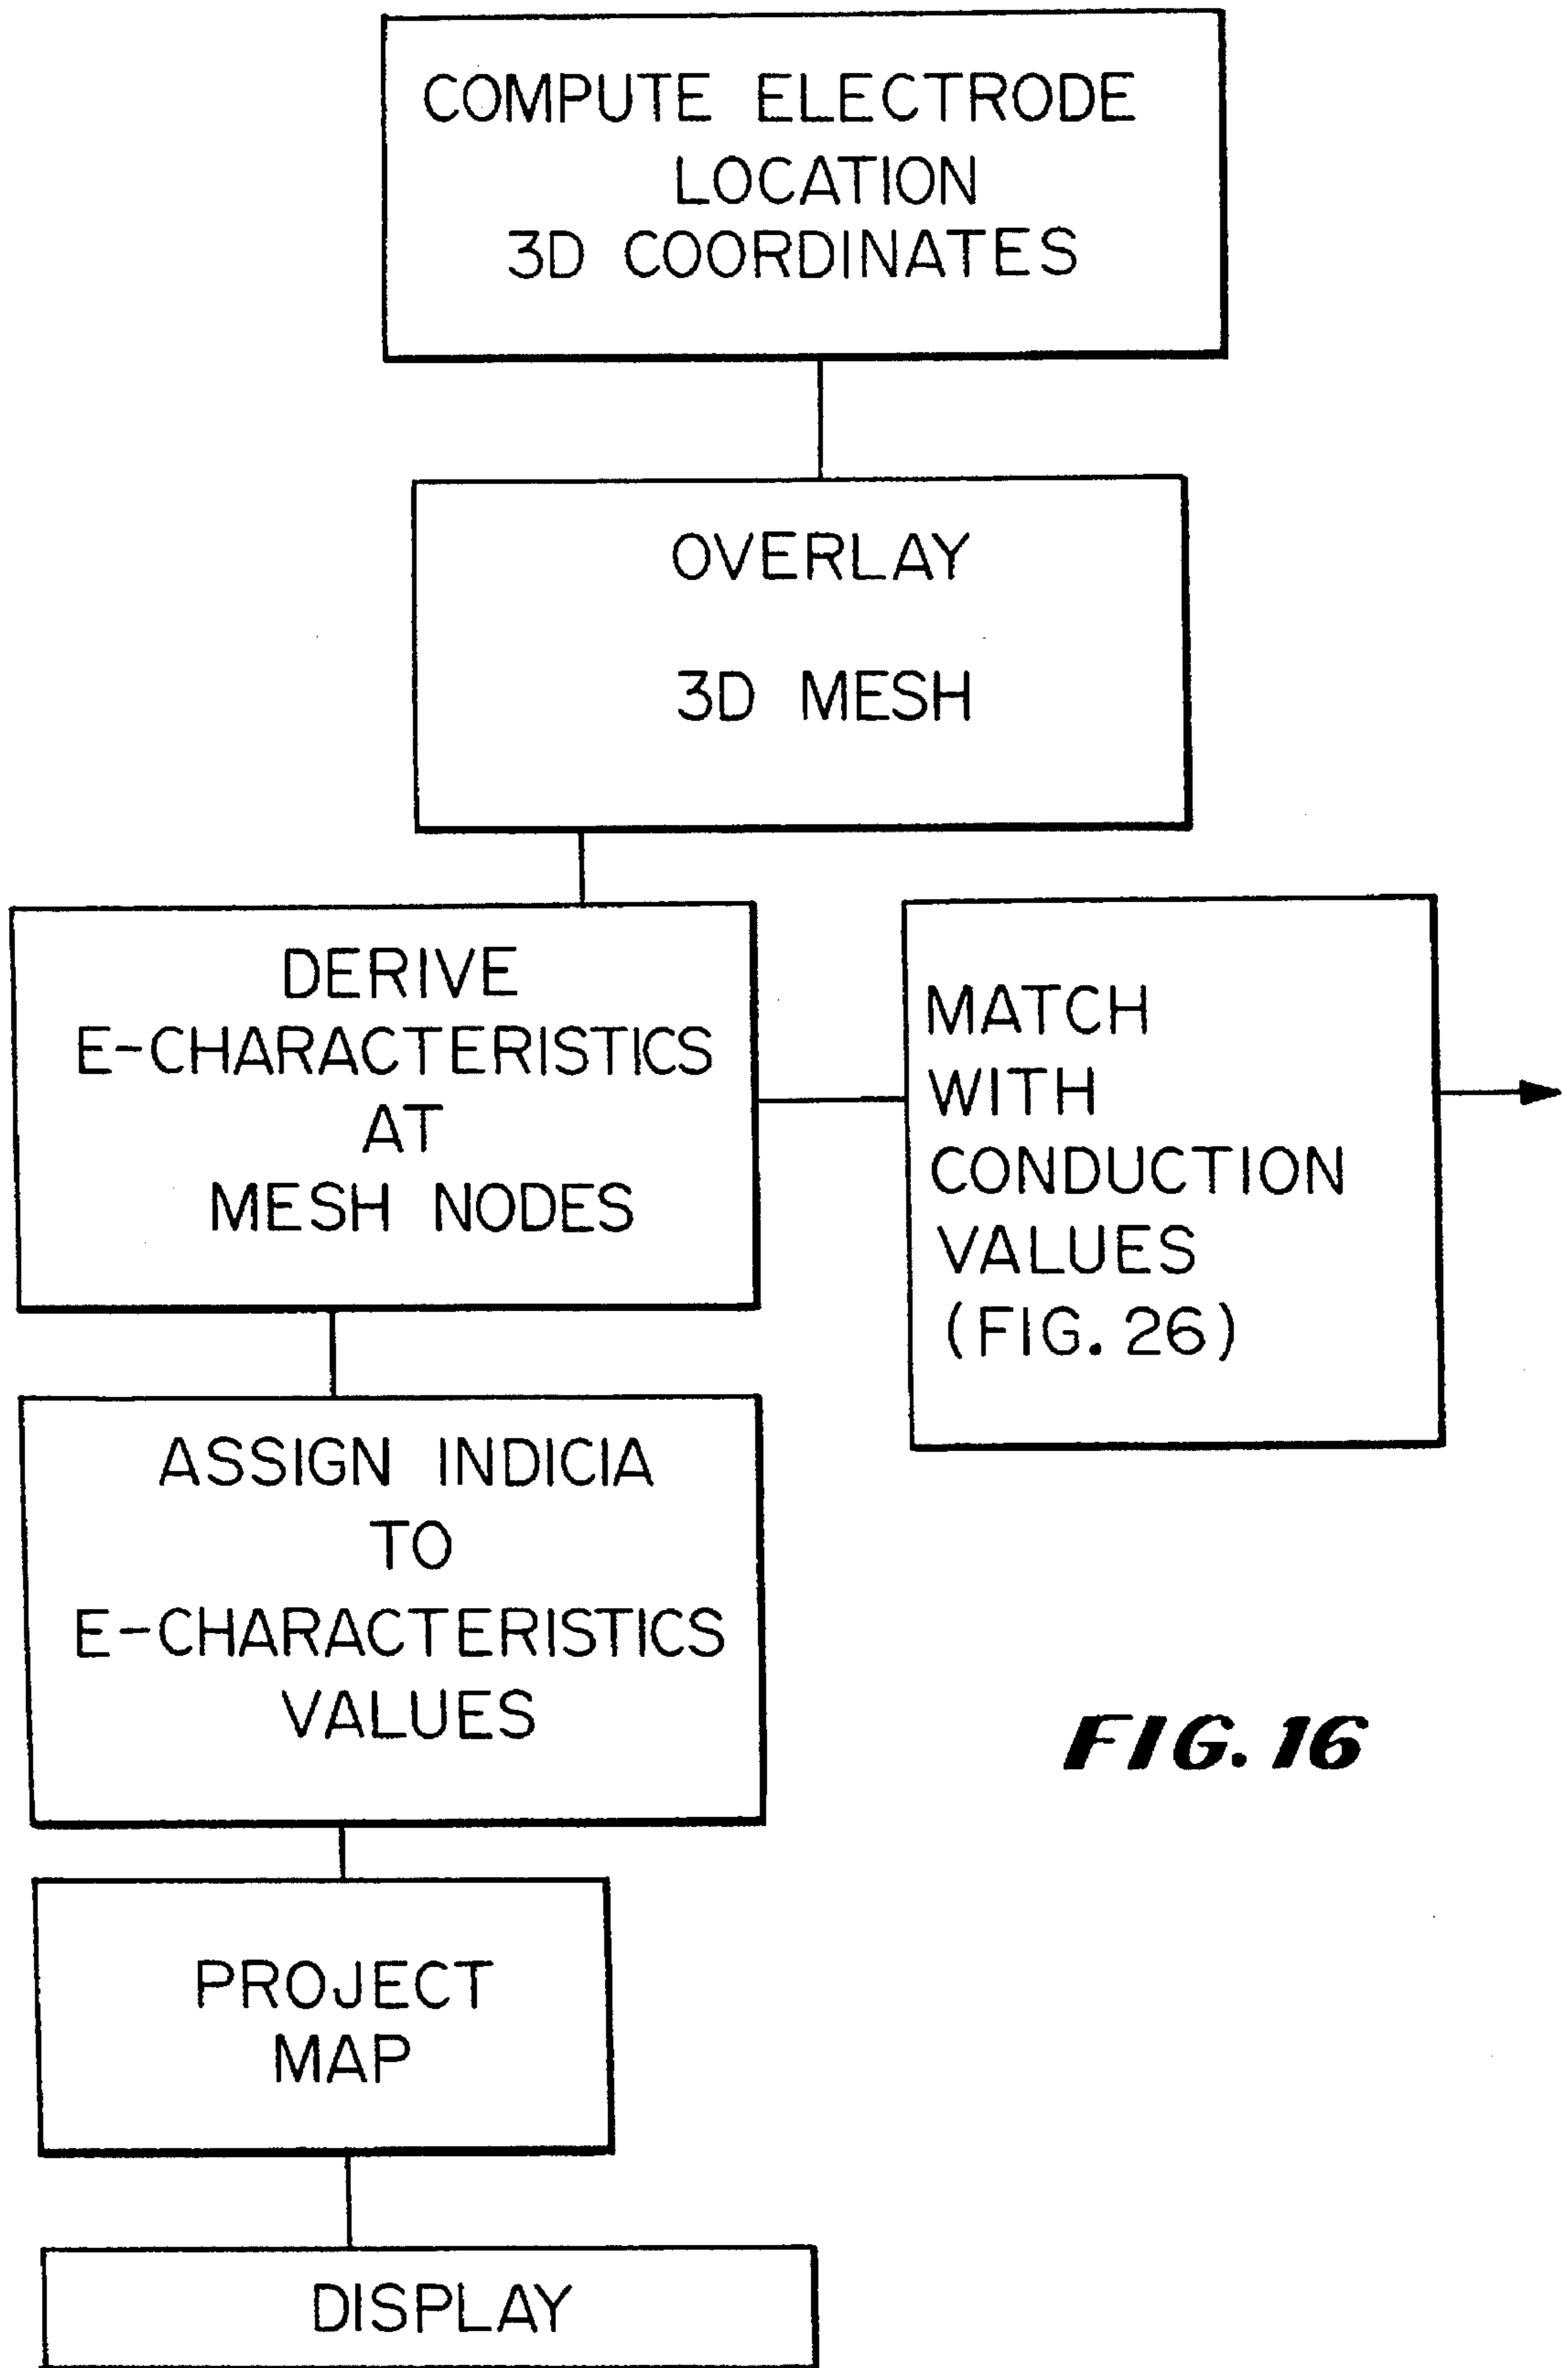 COMPUTE ELECTRODE
LOCATION
3D COORDINATES
OVERLAY
3D MESH
DERIVE
E-CHARACTERISTICS
AT
MESH NODES
MATCH
WITH
CONDUCTION
VALUES
(FIG. 26)
ASSIGN INDICIA
TO
E-CHARACTERISTICS
VALUES
FIG. 16
PROJECT
MAP
DISPLAY